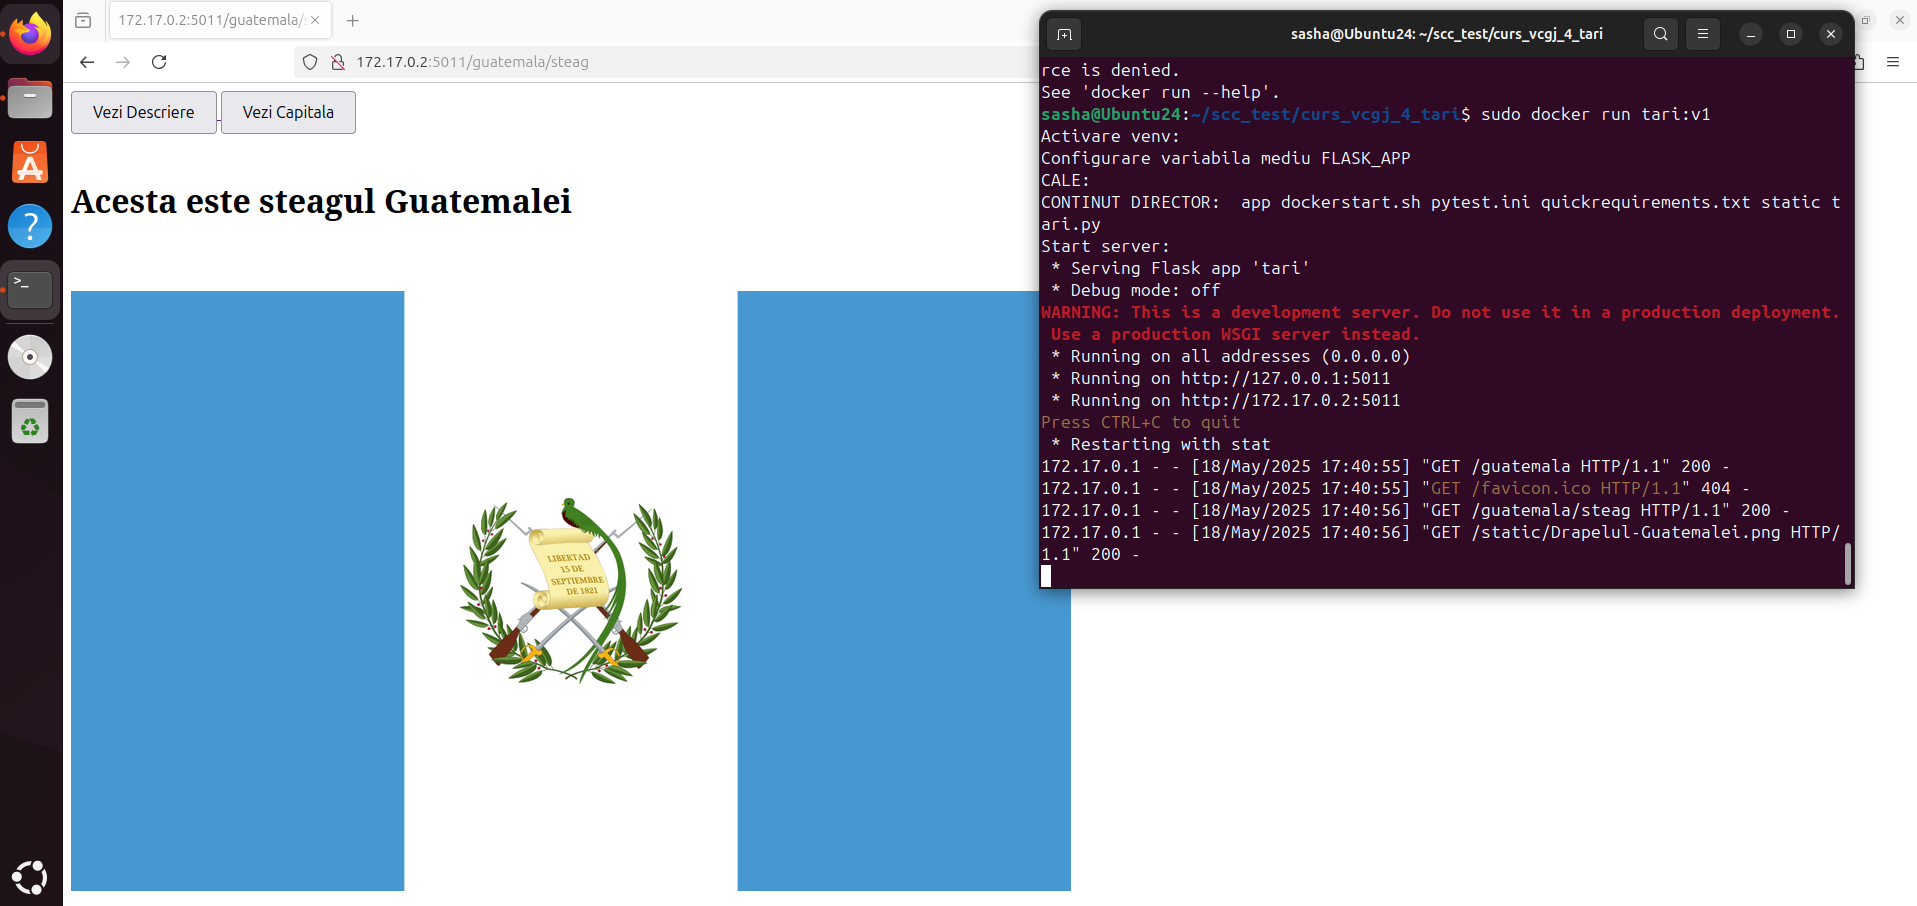 172.17.0.2:5011/guatemala/s
172.17.0.2:5011/guatemala/steag
Vezi Descriere
Vezi Capitala
Acesta este steagul Guatemalei
LIBERTAD
15 DE
SEPTIEMBRE
DE 1821
sasha@Ubuntu24: ~/scc_test/curs_vcgj_4_tari
rce is denied.
See 'docker run --help'.
sasha@Ubuntu24:~/scc_test/curs_vcgj_4_tari$ sudo docker run tari:v1
Activare venv:
Configurare variabila mediu FLASK_APP
CALE:
CONTINUT DIRECTOR:  app dockerstart.sh pytest.ini quickrequirements.txt static t
ari.py
Start server:
 * Serving Flask app 'tari'
 * Debug mode: off
WARNING: This is a development server. Do not use it in a production deployment.
 Use a production WSGI server instead.
 * Running on all addresses (0.0.0.0)
 * Running on http://127.0.0.1:5011
 * Running on http://172.17.0.2:5011
Press CTRL+C to quit
 * Restarting with stat
172.17.0.1 - - [18/May/2025 17:40:55] "GET /guatemala HTTP/1.1" 200 -
172.17.0.1 - - [18/May/2025 17:40:55] "GET /favicon.ico HTTP/1.1" 404 -
172.17.0.1 - - [18/May/2025 17:40:56] "GET /guatemala/steag HTTP/1.1" 200 -
172.17.0.1 - - [18/May/2025 17:40:56] "GET /static/Drapelul-Guatemalei.png HTTP/
1.1" 200 -